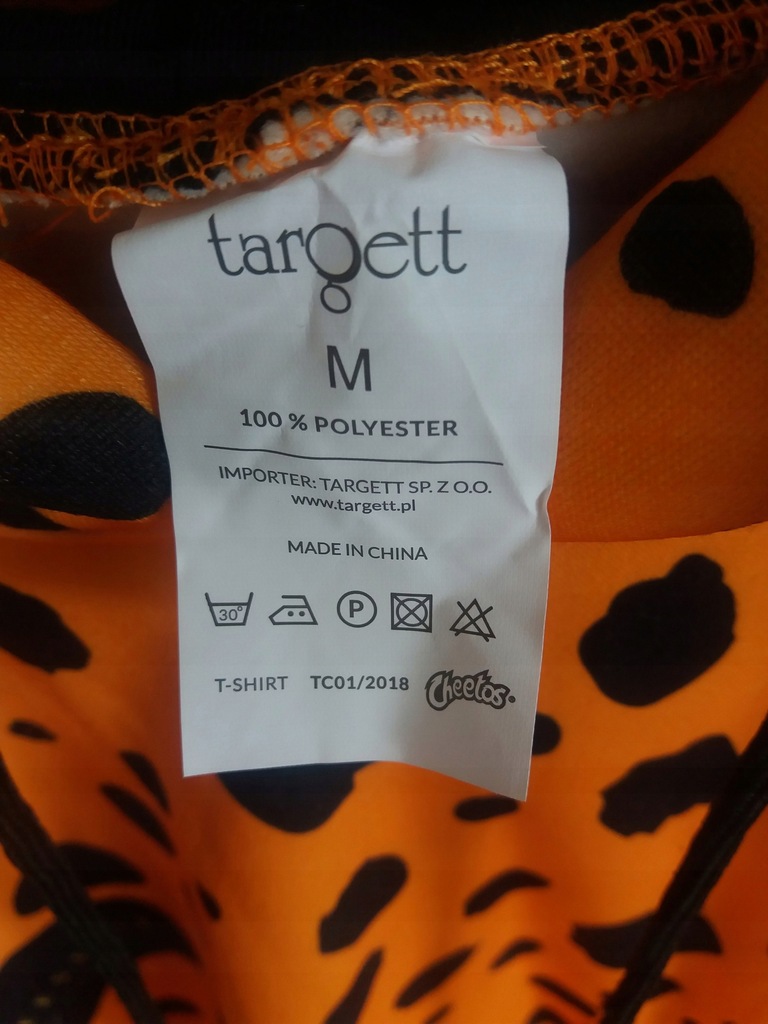 targett
M
100 % POLYESTER
IMPORTER: TARGETT SP. Z O.O.
www.targett.pl
MADE IN CHINA
30° P
T-SHIRT TC01/2018 Cheetos